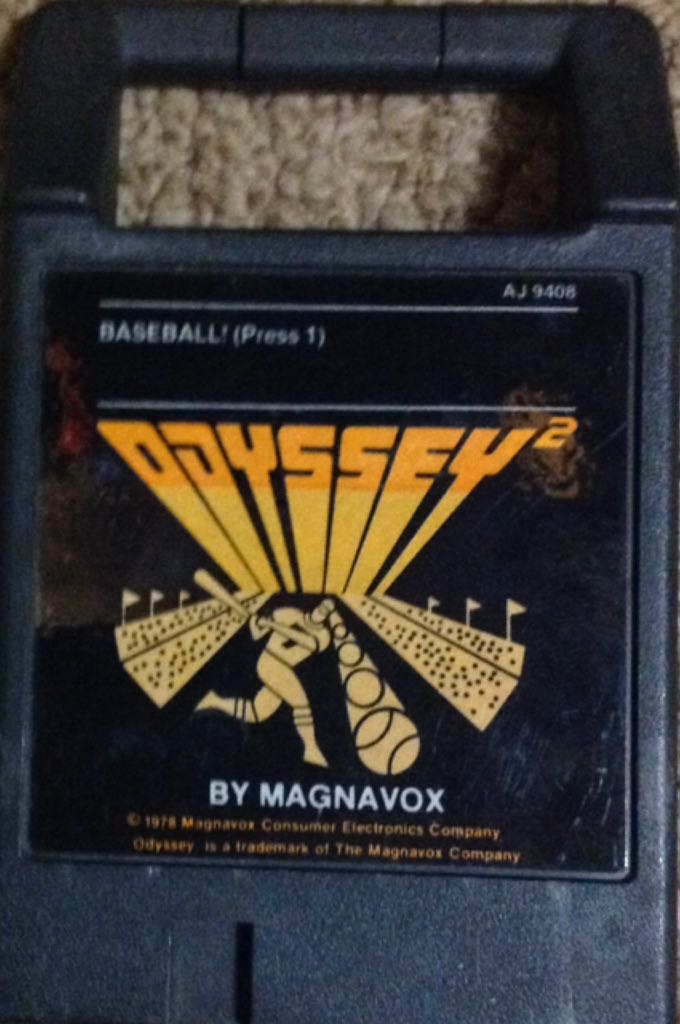 AJ 9408
BASEBALL! (Press 1)
ODYSSEY²
BY MAGNAVOX
© 1978 Magnavox Consumer Electronics Company
Odyssey is a trademark of The Magnavox Company